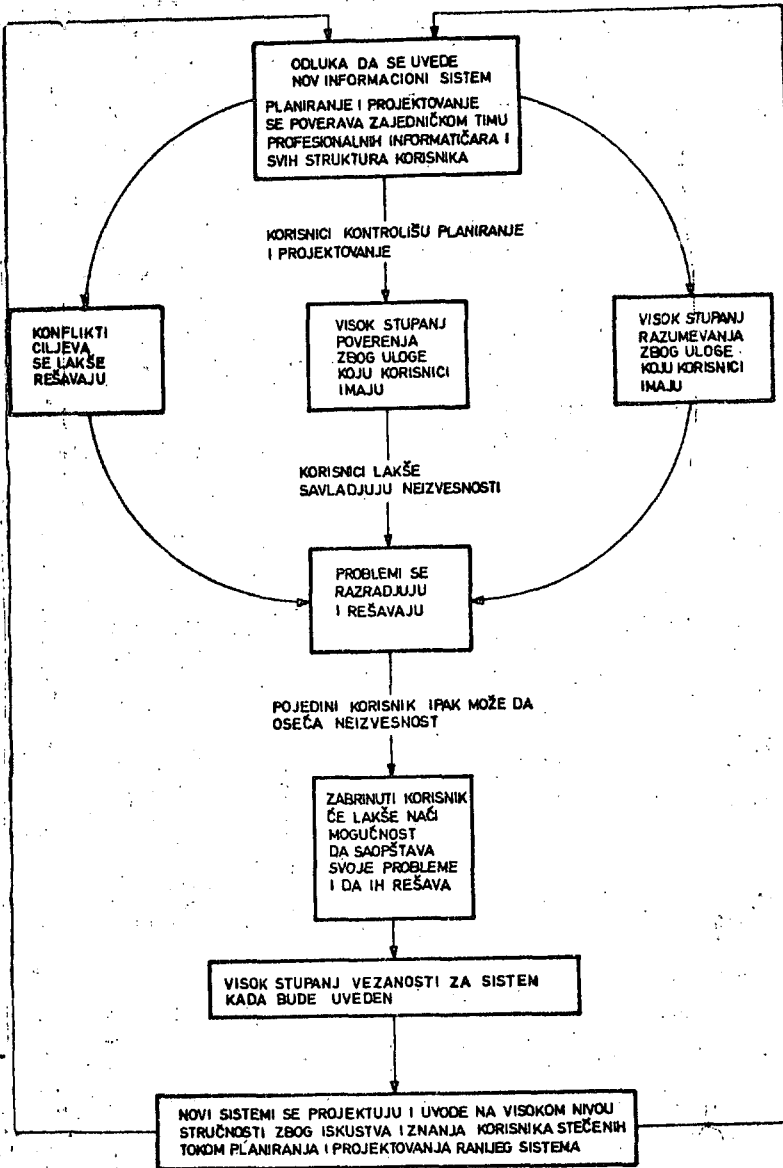 ODLUKA DA SE UVEDE
NOV INFORMACIONI SISTEM
PLANIRANJE I PROJEKTOVANJE
SE POVERAVA ZAJEDNIČKOM TIMU
PROFESIONALNIH INFORMATIČARA I
SVIH STRUKTURA KORISNIKA
KORISNICI KONTROLIŠU PLANIRANJE
I PROJEKTOVANJE
KONFLIKTI
CILJEVA
SE LAKŠE
REŠAVAJU
VISOK STUPANJ
POVERENJA
ZBOG ULOGE
KOJU KORISNICI
IMAJU
VISOK STUPANJ
RAZUMEVANJA
ZBOG ULOGE
KOJU KORISNICI
IMAJU
KORISNICI LAKŠE
SAVLADJUJU NEIZVESNOSTI
PROBLEMI SE
RAZRADJUJU
I REŠAVAJU
POJEDINI KORISNIK IPAK MOŽE DA
OSEĆA NEIZVESNOST
ZABRINUTI KORISNIK
ĆE LAKŠE NAĆI
MOGUĆNOST
DA SAOPŠTAVA
SVOJE PROBLEME
I DA IH REŠAVA
VISOK STUPANJ VEZANOSTI ZA SISTEM
KADA BUDE UVEDEN
NOVI SISTEMI SE PROJEKTUJU I UVODE NA VISOKOM NIVOU
STRUČNOSTI ZBOG ISKUSTVA I ZNANJA KORISNIKA STEČENIH
TOKOM PLANIRANJA I PROJEKTOVANJA RANIJEG SISTEMA